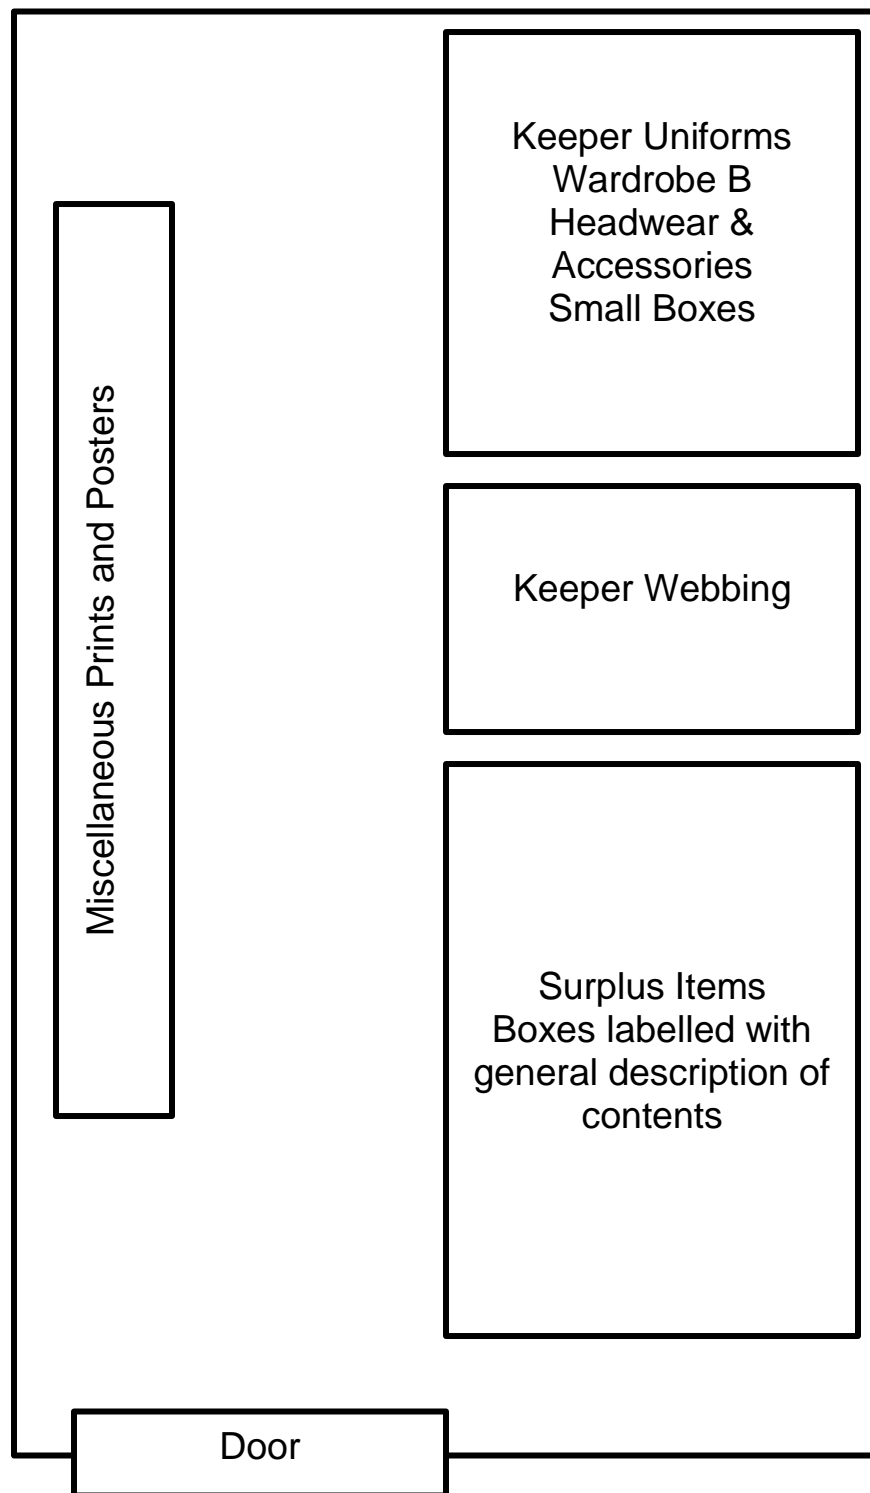 Keeper Uniforms
Wardrobe B
Headwear &
Accessories
Small Boxes
Miscellaneous Prints and Posters
Keeper Webbing
Surplus Items
Boxes labelled with
general description of
contents
Door